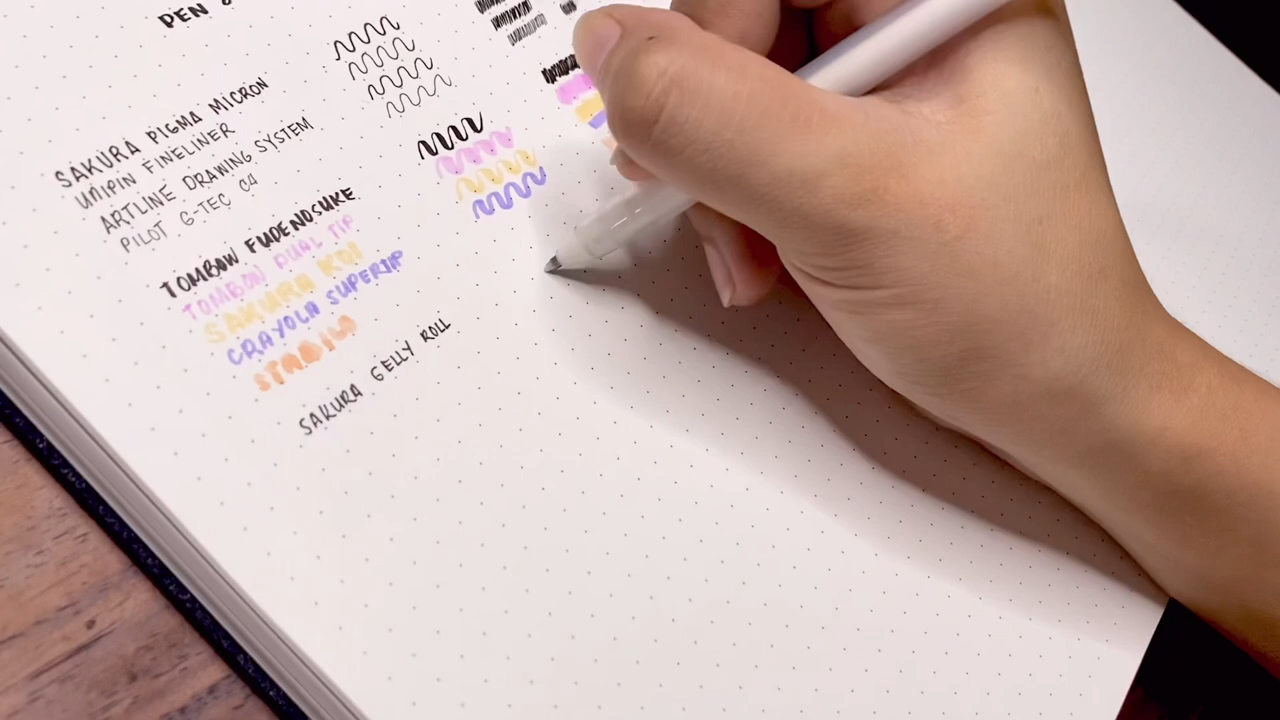 PEN
SAKURA PIGMA MICRON
UNIPIN FINELINER
ARTLINE DRAWING SYSTEM
PILOT G-TEC C4
TOMBOW FUDENOSUKE
TOMBOW DUAL TIP
SAKURA KOI
CRAYOLA SUPERTIP
STABILO
SAKURA GELLY ROLL